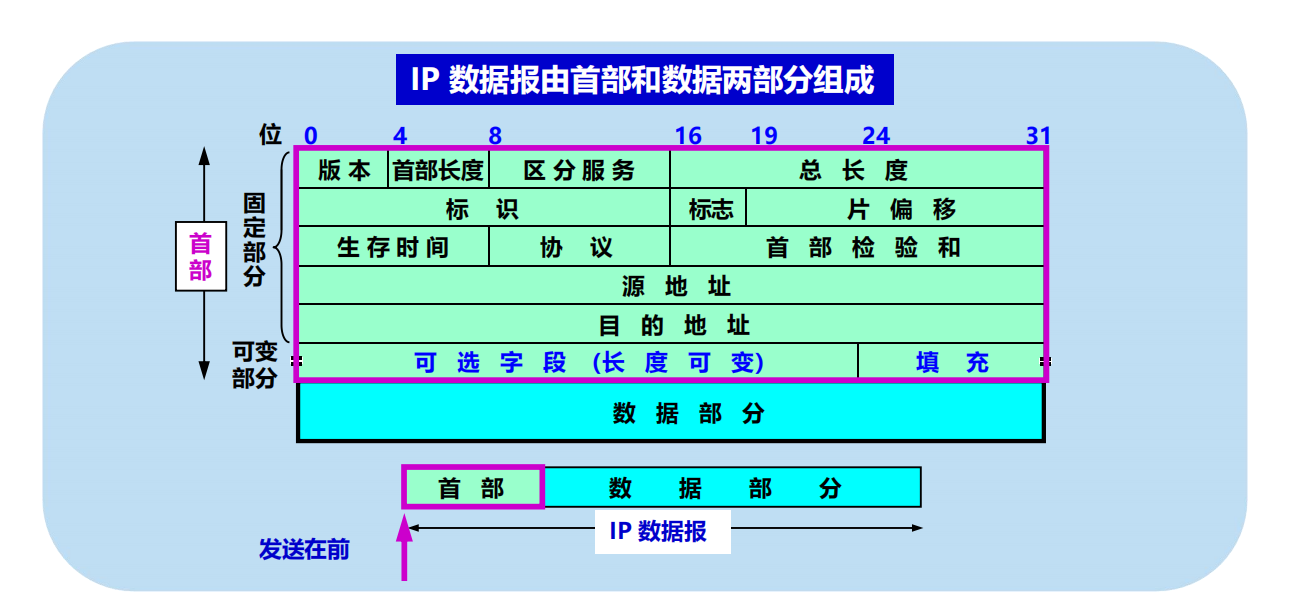 IP 数据报由首部和数据两部分组成
位 0 4 8 16 19 24 31
版本 首部长度 区分服务 总长度
标识 标志 片偏移
生存时间 协议 首部检验和
源地址
目的地址
可选字段（长度可变） 填充
数据部分
首部
固定部分
可变
部分
首部 数据部分
IP 数据报
发送在前